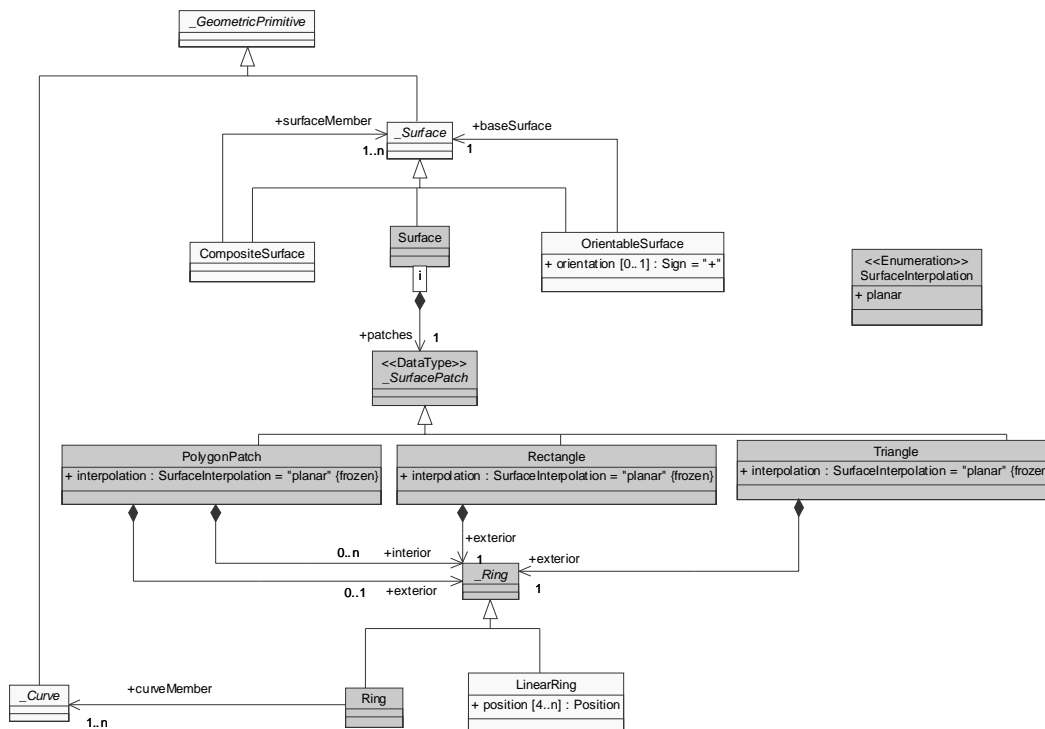 _GeometricPrimitive
+surfaceMember
_Surface
+baseSurface
1..n
1
CompositeSurface
Surface
OrientableSurface
+ orientation [0..1] : Sign = "+"
i
<<Enumeration>>
SurfaceInterpolation
+ planar
+patches
1
<<DataType>>
_SurfacePatch
PolygonPatch
+ interpolation : SurfaceInterpolation = "planar" {frozen}
Rectangle
+ interpolation : SurfaceInterpolation = "planar" {frozen}
Triangle
+ interpolation : SurfaceInterpolation = "planar" {frozen
+exterior
0..n
+interior
1
+exterior
_Ring
0..1
+exterior
1
_Curve
+curveMember
1..n
Ring
LinearRing
+ position [4..n] : Position